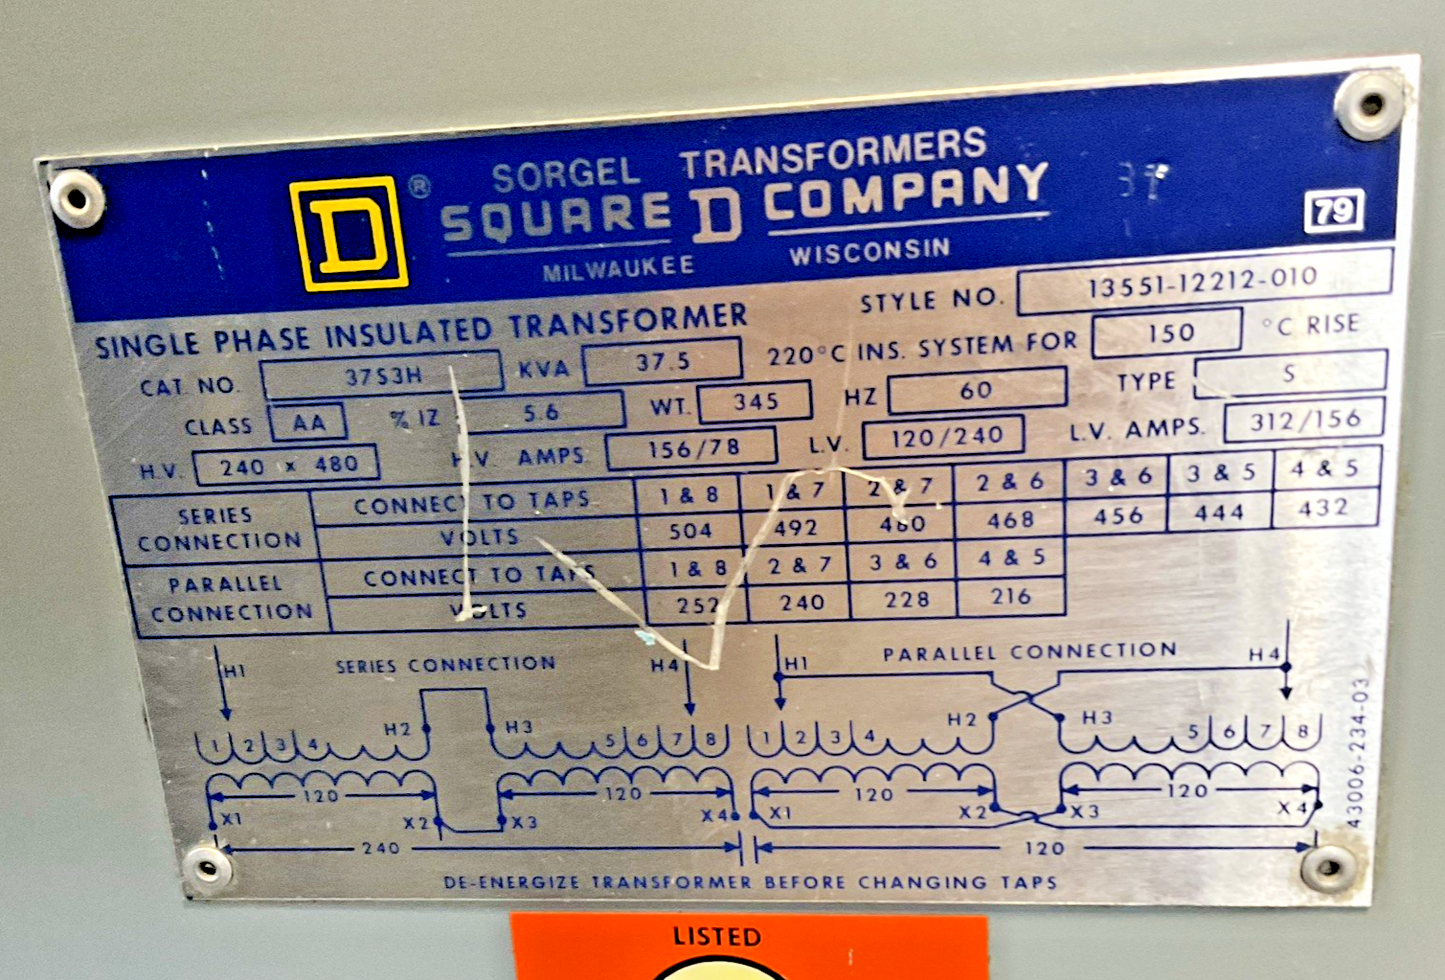 D ® SORGEL TRANSFORMERS
SQUARE D COMPANY
MILWAUKEE WISCONSIN
79
STYLE NO. 13551-12212-010
SINGLE PHASE INSULATED TRANSFORMER
220°C INS. SYSTEM FOR 150 °C RISE
CAT. NO. 37S3H KVA 37.5
CLASS AA % IZ 5.6 WT. 345 HZ 60 TYPE S
H.V. 240 x 480 H.V. AMPS. 156/78 L.V. 120/240 L.V. AMPS. 312/156
SERIES CONNECTION
CONNECT TO TAPS 1 & 8 1 & 7 2 & 7 2 & 6 3 & 6 3 & 5 4 & 5
VOLTS 504 492 480 468 456 444 432
PARALLEL CONNECTION
CONNECT TO TAPS 1 & 8 2 & 7 3 & 6 4 & 5
VOLTS 252 240 228 216
H1 SERIES CONNECTION H4 H1 PARALLEL CONNECTION H4
H2 H3 H2 H3
1 2 3 4 5 6 7 8 1 2 3 4 5 6 7 8
120 120 120 120
X1 X2 X3 X4 X1 X2 X3 X4
240 120
DE-ENERGIZE TRANSFORMER BEFORE CHANGING TAPS
43006-234-03
LISTED